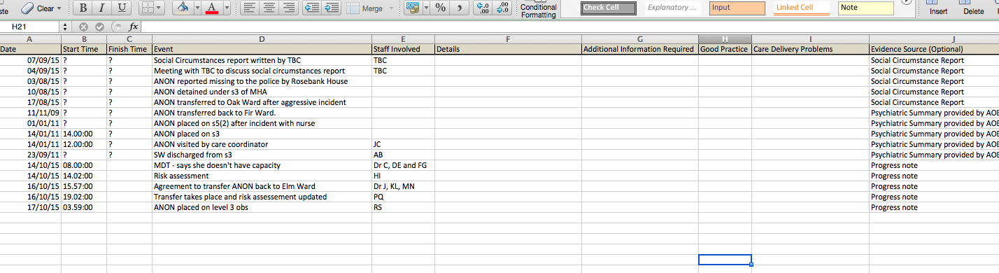 ste Clear B I U A Merge % , .0 .00 .00 .0 Conditional Formatting Check Cell Explanatory ... Input Linked Cell Note Insert Delete
H21 fx
A B C D E F G H I J
Date Start Time Finish Time Event Staff Involved Details Additional Information Required Good Practice Care Delivery Problems Evidence Source (Optional)
07/09/15 ? ? Social Circumstances report written by TBC TBC Social Circumstance Report
04/09/15 ? ? Meeting with TBC to discuss social circumstances report TBC Social Circumstance Report
03/08/15 ? ? ANON reported missing to the police by Rosebank House Social Circumstance Report
10/08/15 ? ? ANON detained under s3 of MHA Social Circumstance Report
17/08/15 ? ? ANON transferred to Oak Ward after aggressive incident Social Circumstance Report
11/11/09 ? ? ANON transferred back to Fir Ward. Psychiatric Summary provided by AOE
01/01/11 ? ? ANON placed on s5(2) after incident with nurse Psychiatric Summary provided by AOE
14/01/11 14.00:00 ? ANON placed on s3 Psychiatric Summary provided by AOE
14/01/11 12.00:00 ? ANON visited by care coordinator JC Psychiatric Summary provided by AOE
23/09/11 ? ? SW discharged from s3 AB Psychiatric Summary provided by AOE
14/10/15 08.00:00 MDT - says she doesn't have capacity Dr C, DE and FG Progress note
14/10/15 14.02:00 Risk assessment HI Progress note
16/10/15 15.57:00 Agreement to transfer ANON back to Elm Ward Dr J, KL, MN Progress note
16/10/15 19.02:00 Transfer takes place and risk assessement updated PQ Progress note
17/10/15 03.59:00 ANON placed on level 3 obs RS Progress note